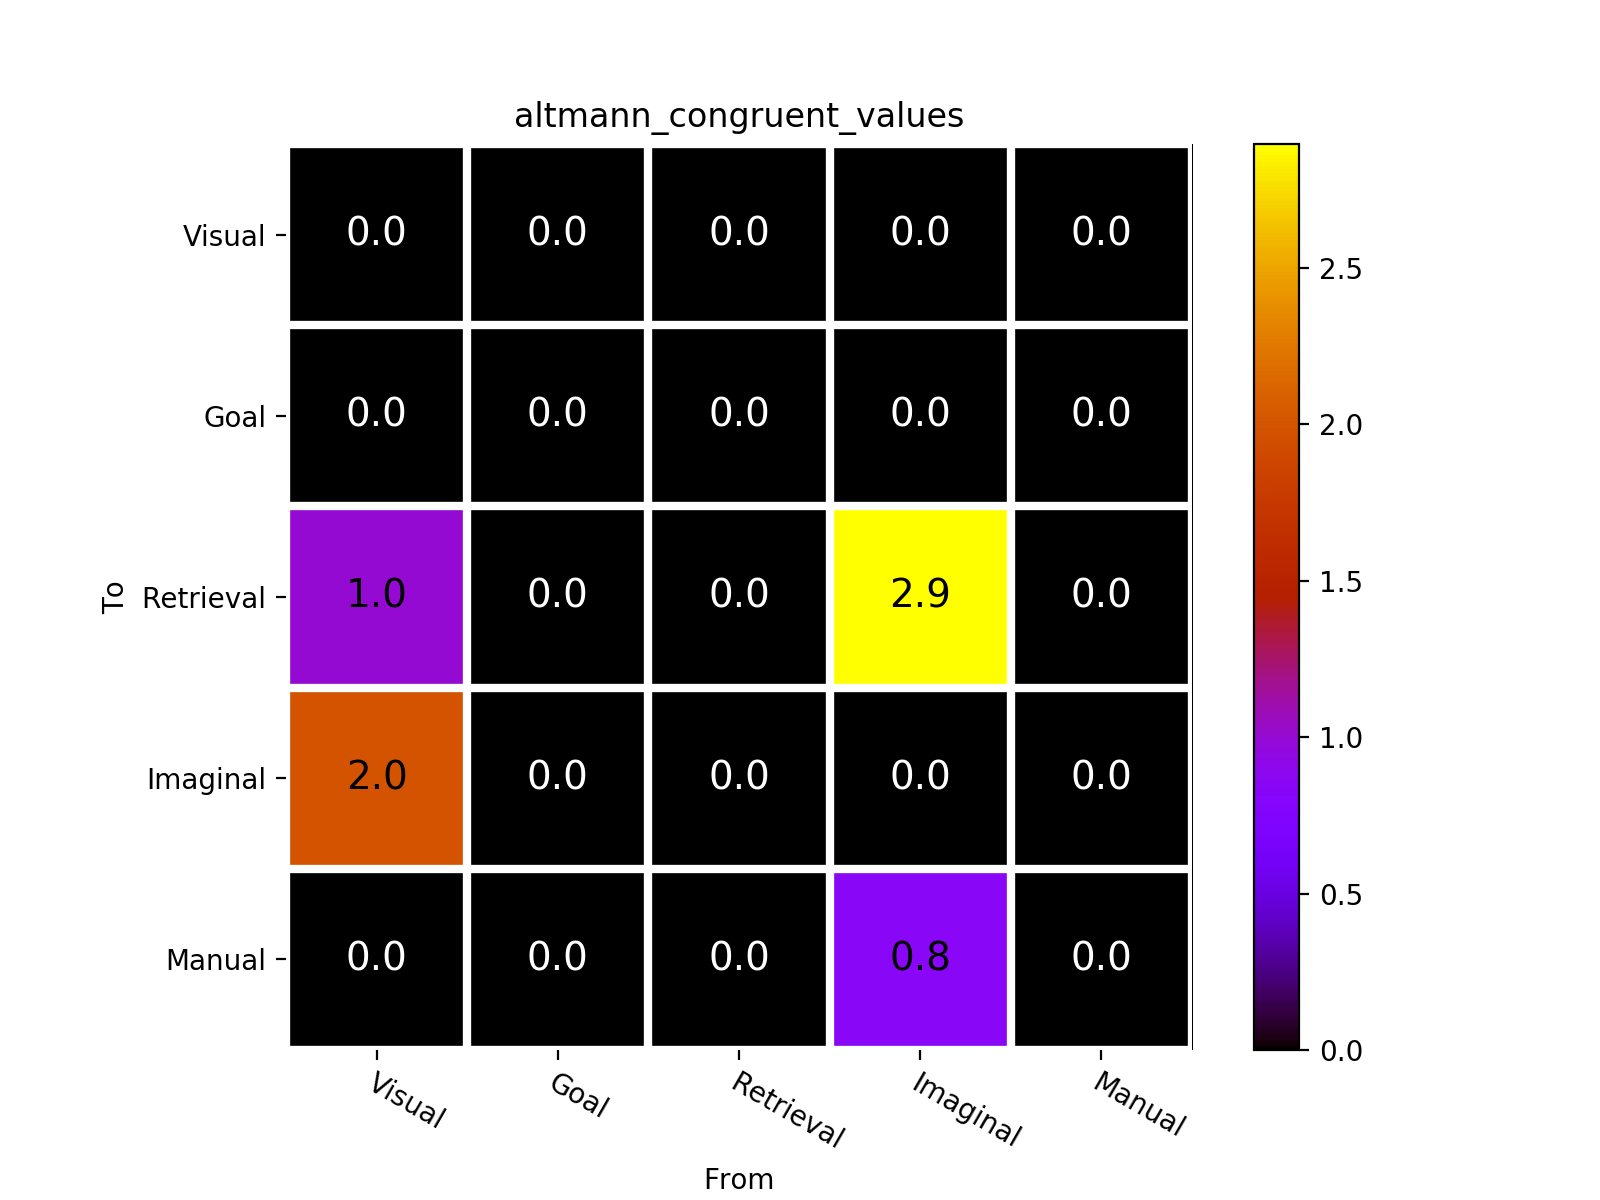 altmann_congruent_values
Visual 0.0 0.0 0.0 0.0 0.0
Goal 0.0 0.0 0.0 0.0 0.0
Retrieval 1.0 0.0 0.0 2.9 0.0
Imaginal 2.0 0.0 0.0 0.0 0.0
Manual 0.0 0.0 0.0 0.8 0.0
To
Visual Goal Retrieval Imaginal Manual
From
2.5
2.0
1.5
1.0
0.5
0.0